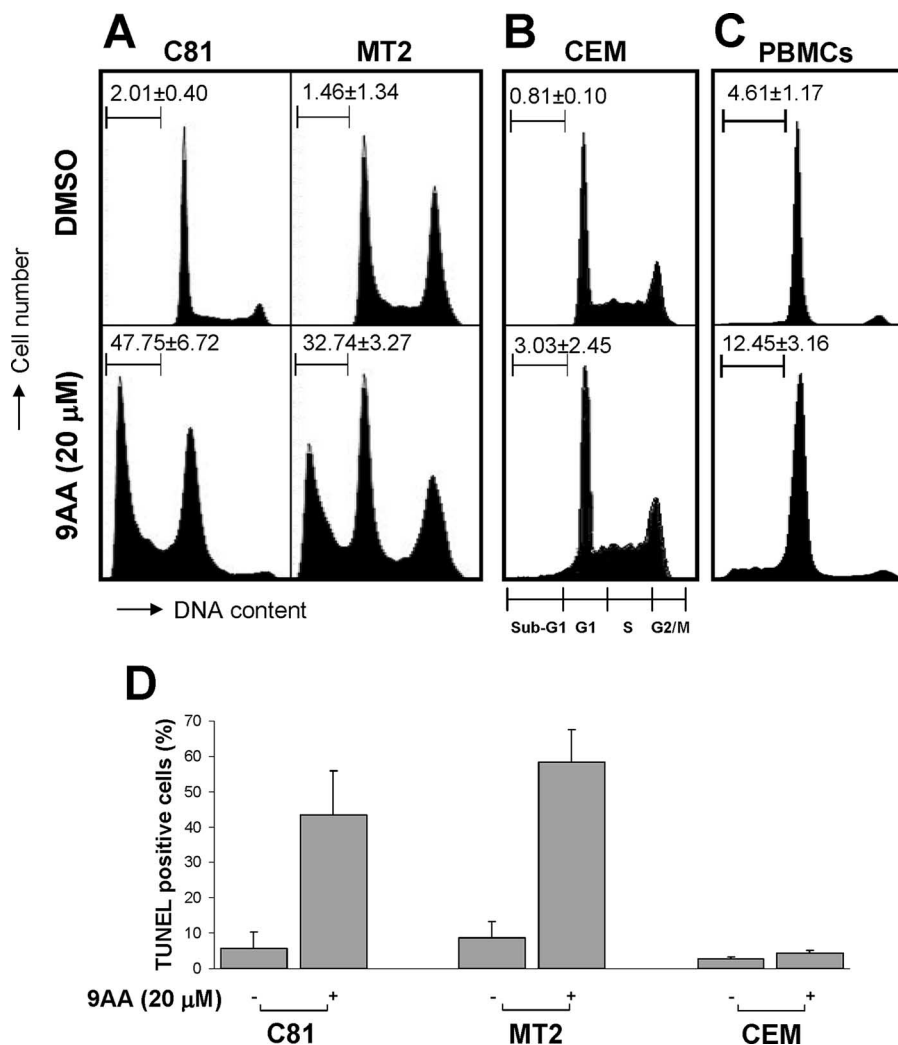 A
B
C
C81
MT2
CEM
PBMCs
DMSO
2.01±0.40
1.46±1.34
0.81±0.10
4.61±1.17
Cell number
9AA (20 μM)
47.75±6.72
32.74±3.27
3.03±2.45
12.45±3.16
DNA content
Sub-G1 G1 S G2/M
D
TUNEL positive cells (%)
70
60
50
40
30
20
10
0
9AA (20 μM) - + - + - +
C81 MT2 CEM